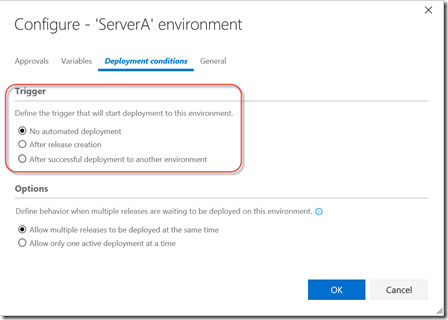 Configure - 'ServerA' environment
Approvals Variables Deployment conditions General
Trigger
Define the trigger that will start deployment to this environment.
No automated deployment
After release creation
After successful deployment to another environment
Options
Define behavior when multiple releases are waiting to be deployed on this environment.
Allow multiple releases to be deployed at the same time
Allow only one active deployment at a time
OK Cancel